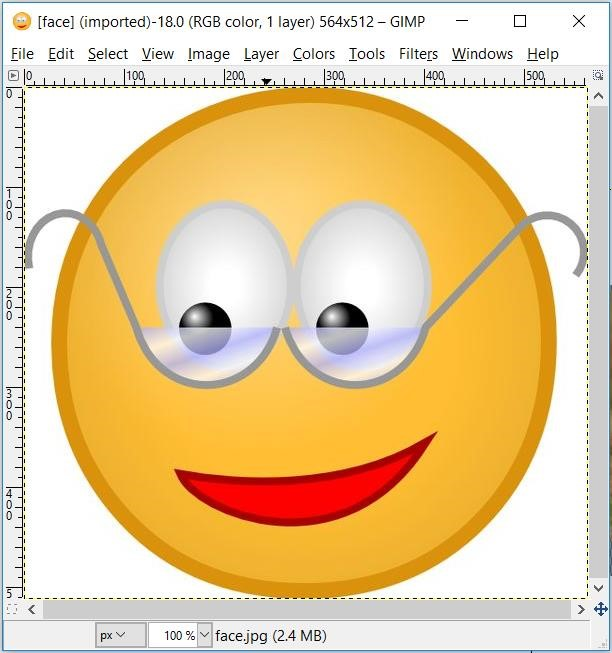 [face] (imported)-18.0 (RGB color, 1 layer) 564x512 – GIMP
File Edit Select View Image Layer Colors Tools Filters Windows Help
0 100 200 300 400 500
0
100
200
300
400
5
px 100 % face.jpg (2.4 MB)